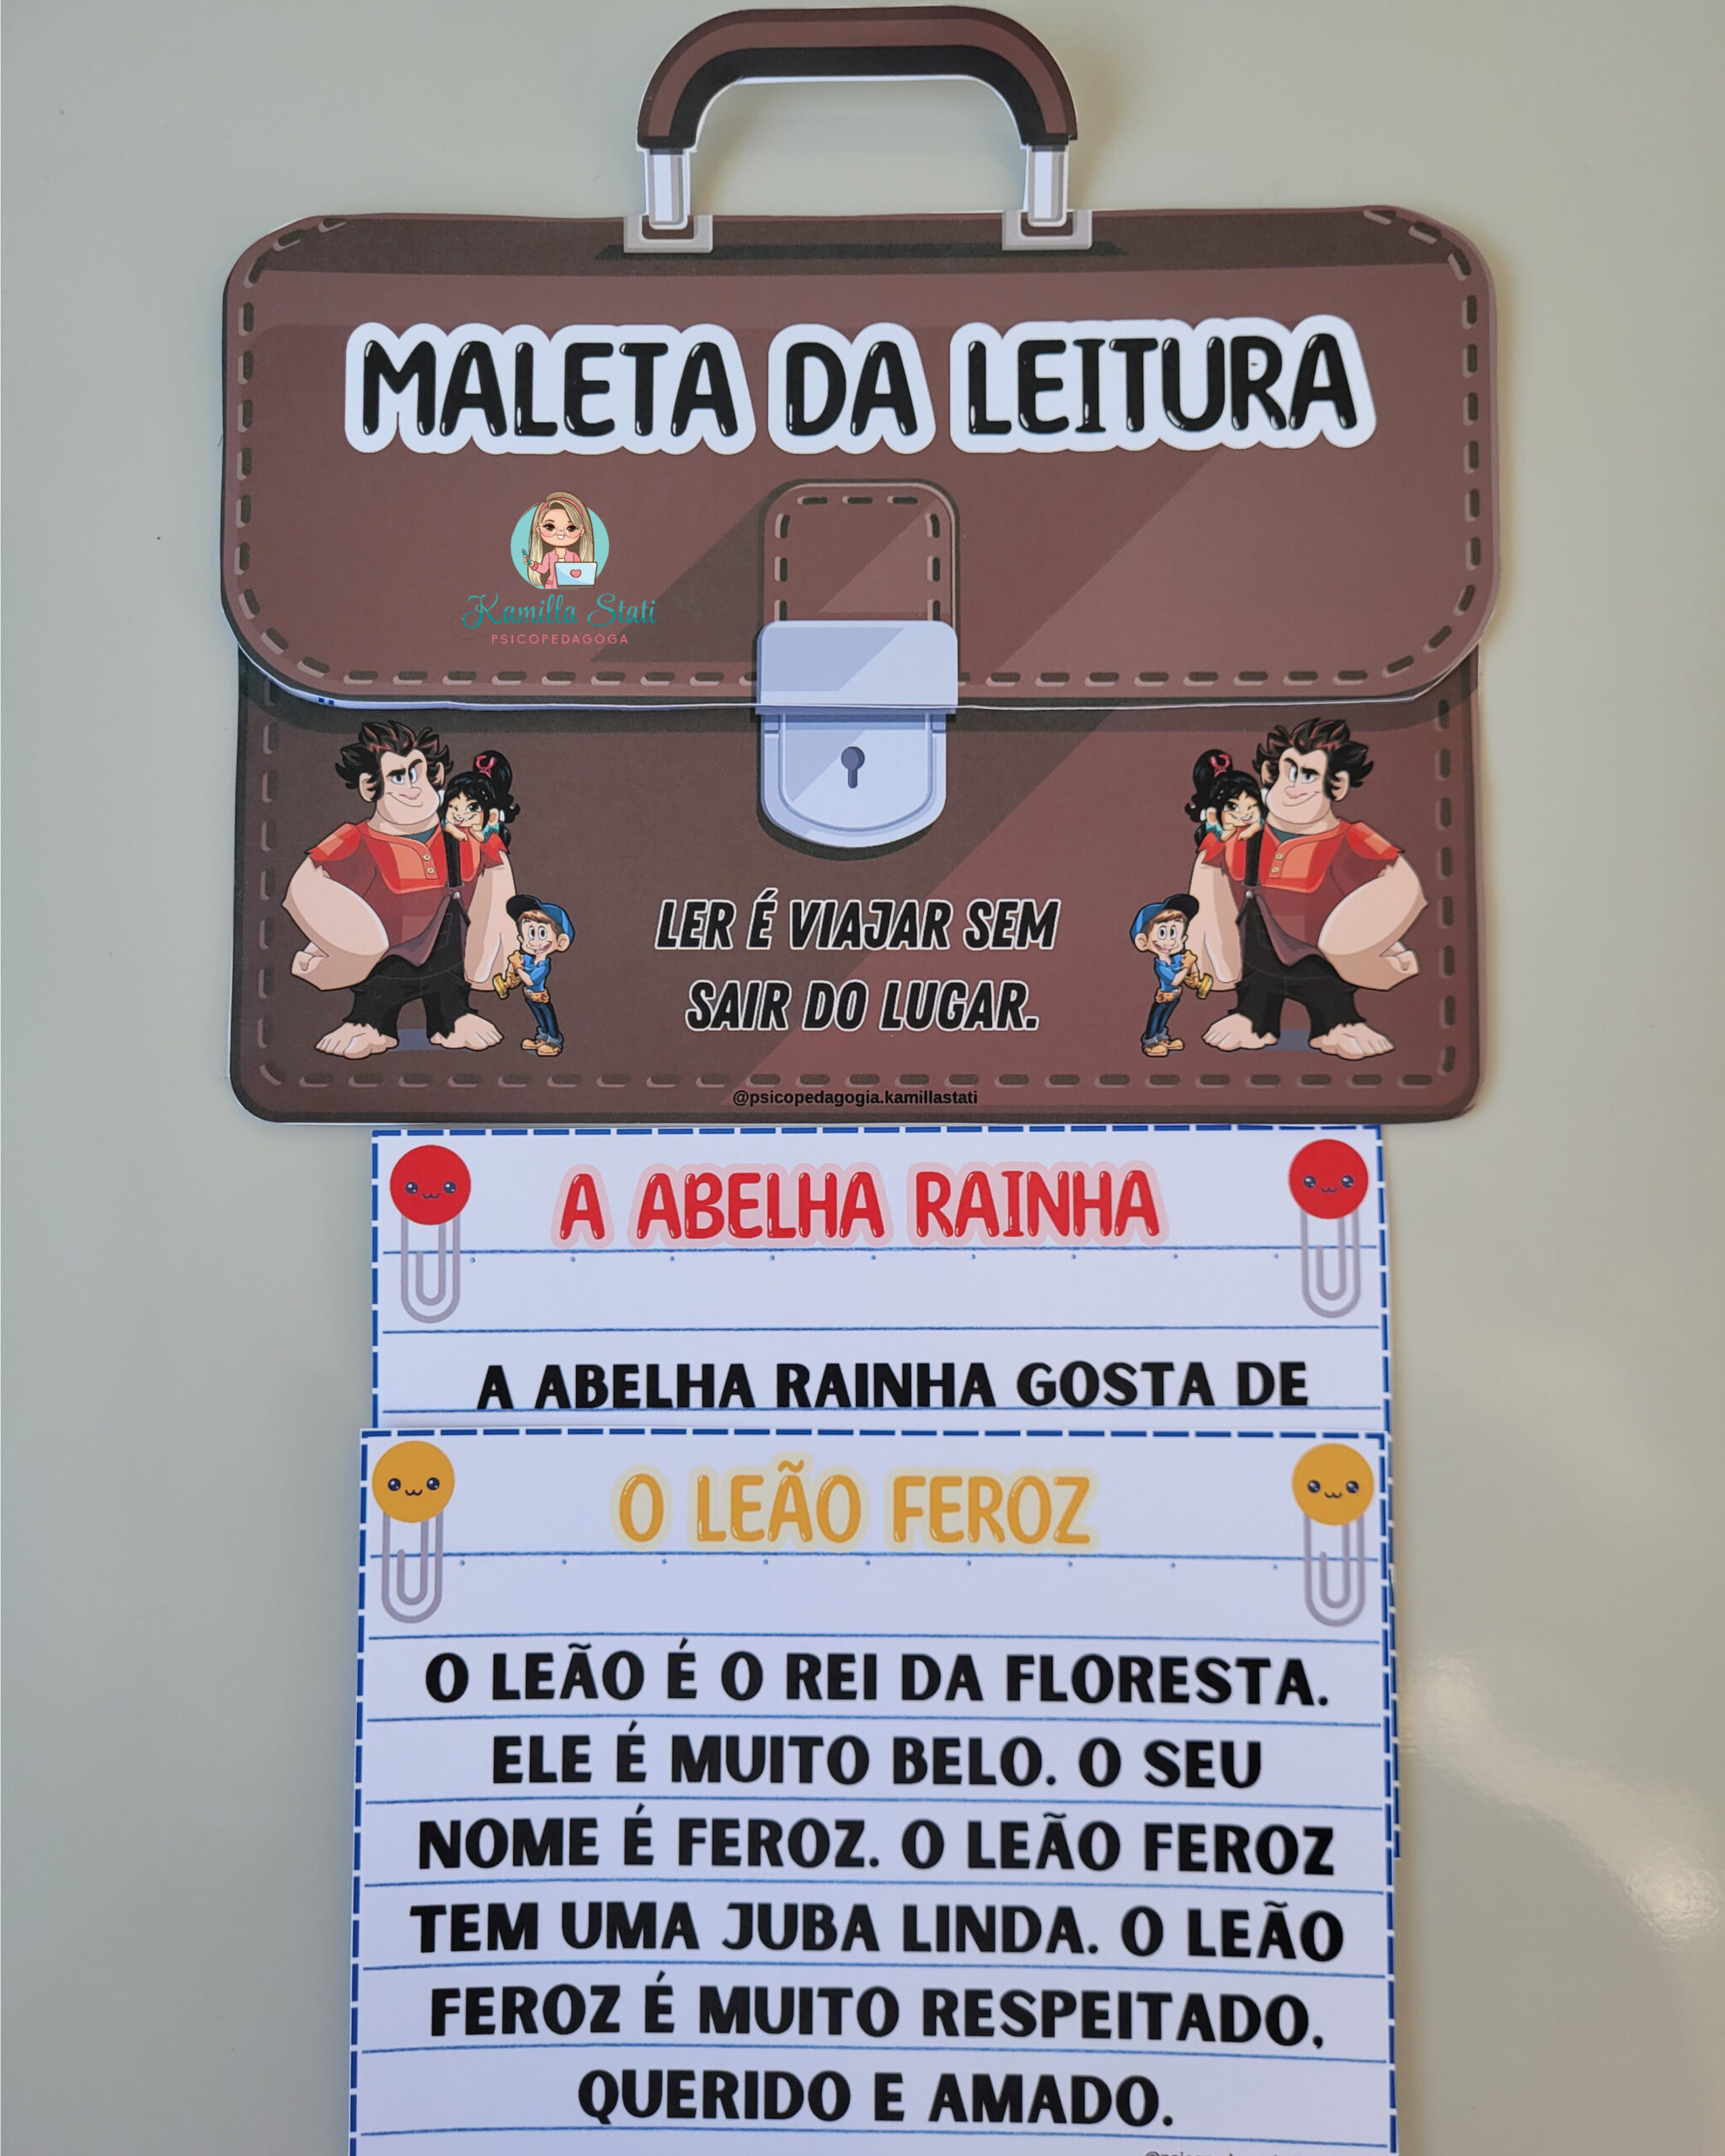 MALETA DA LEITURA
Kamilla Stati
PSICOPEDAGOGA
LER É VIAJAR SEM
SAIR DO LUGAR.
@psicopedagogia.kamillastati
A ABELHA RAINHA
A ABELHA RAINHA GOSTA DE
O LEÃO FEROZ
O LEÃO É O REI DA FLORESTA.
ELE É MUITO BELO. O SEU
NOME É FEROZ. O LEÃO FEROZ
TEM UMA JUBA LINDA. O LEÃO
FEROZ É MUITO RESPEITADO,
QUERIDO E AMADO.